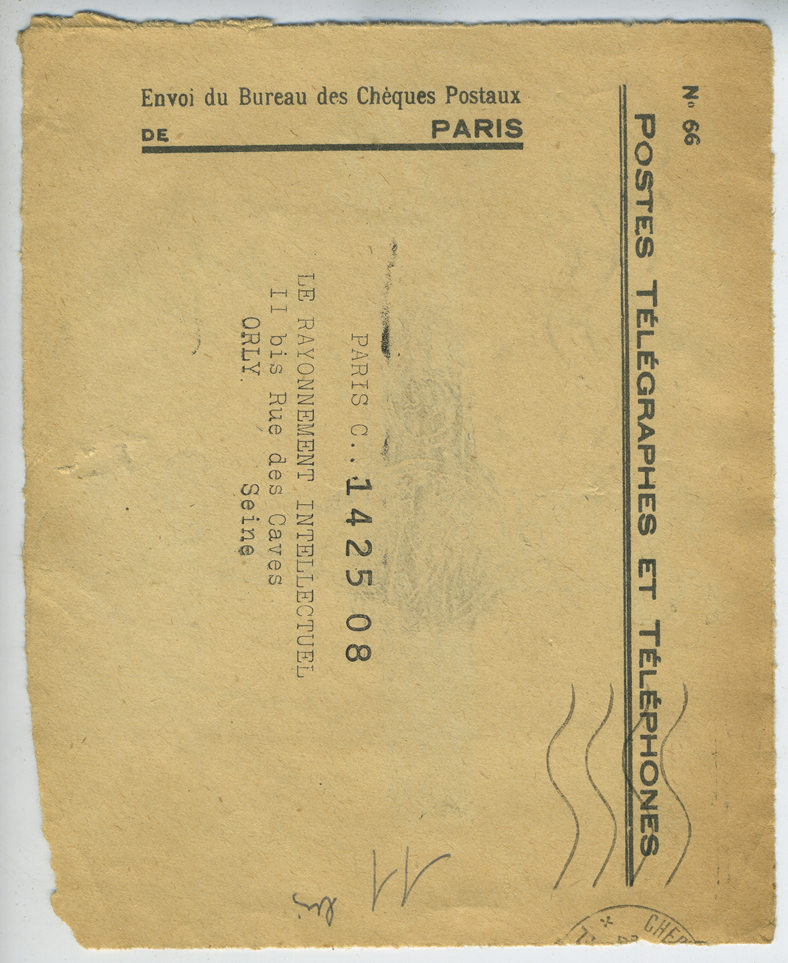 N° 66
POSTES TÉLÉGRAPHES ET TÉLÉPHONES
Envoi du Bureau des Chèques Postaux
DE PARIS
PARIS C.. 1425 08
LE RAYONNEMENT INTELLECTUEL
II bis Rue des Caves
ORLY. Seine
11